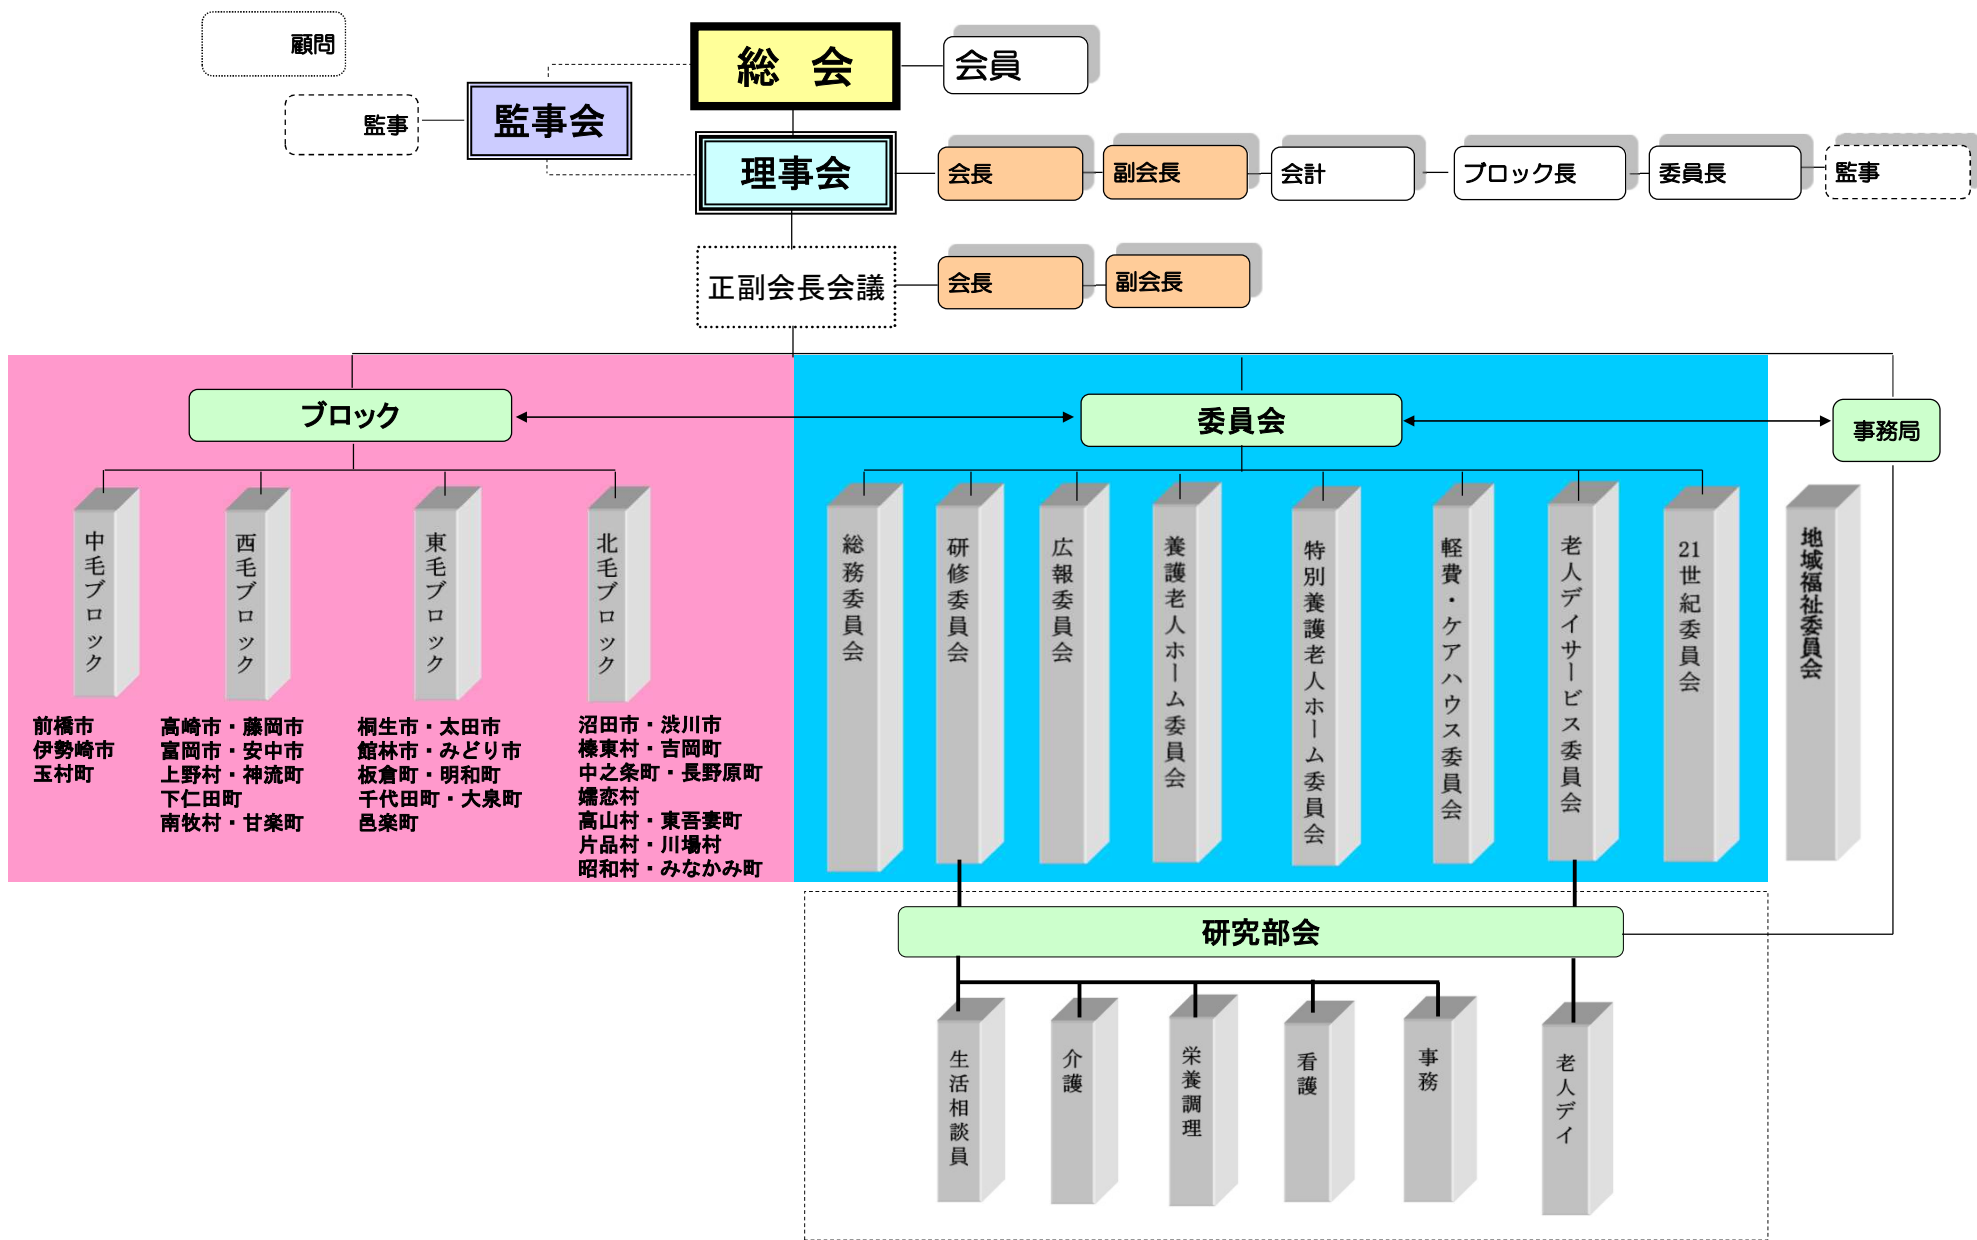 顧問
総　会
会員
監事
監事会
理事会
会長
副会長
会計
ブロック長
委員長
監事
正副会長会議
会長
副会長
ブロック
委員会
事務局
中毛ブロック
西毛ブロック
東毛ブロック
北毛ブロック
総務委員会
研修委員会
広報委員会
養護老人ホーム委員会
特別養護老人ホーム委員会
軽費・ケアハウス委員会
老人デイサービス委員会
21世紀委員会
地域福祉委員会
前橋市
伊勢崎市
玉村町
高崎市・藤岡市
富岡市・安中市
上野村・神流町
下仁田町
南牧村・甘楽町
桐生市・太田市
館林市・みどり市
板倉町・明和町
千代田町・大泉町
邑楽町
沼田市・渋川市
榛東村・吉岡町
中之条町・長野原町
嬬恋村
高山村・東吾妻町
片品村・川場村
昭和村・みなかみ町
研究部会
生活相談員
介護
栄養調理
看護
事務
老人デイ